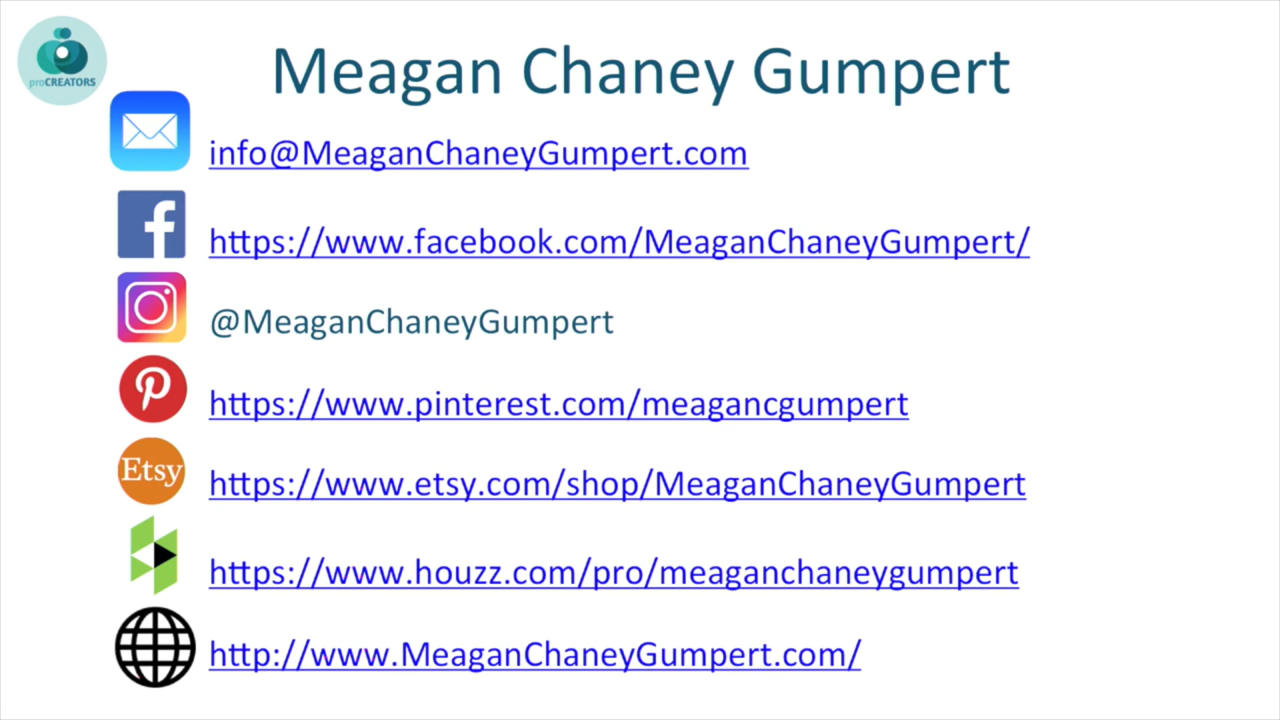 proCREATORS
Meagan Chaney Gumpert
info@MeaganChaneyGumpert.com
https://www.facebook.com/MeaganChaneyGumpert/
@MeaganChaneyGumpert
https://www.pinterest.com/meagancgumpert
Etsy
https://www.etsy.com/shop/MeaganChaneyGumpert
https://www.houzz.com/pro/meaganchaneygumpert
http://www.MeaganChaneyGumpert.com/